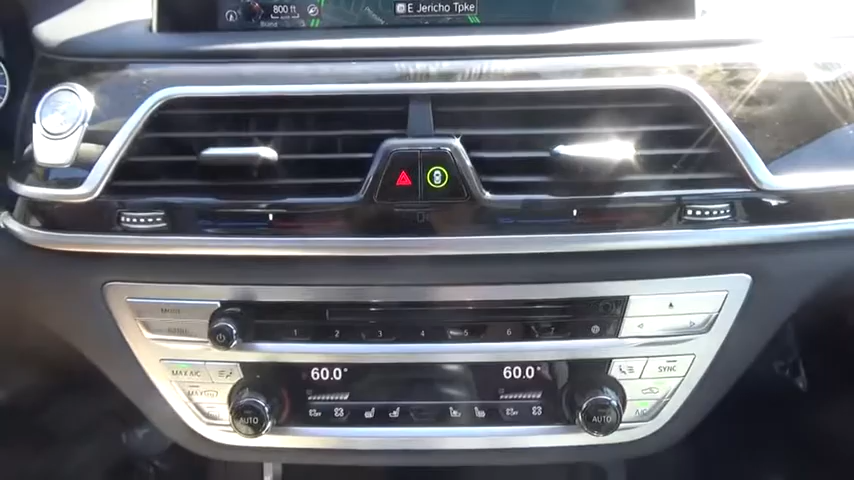 800 ft
E Jericho Tpke
MODE
1 2 3 4 5 6
MAX A/C
60.0°
60.0°
SYNC
AUTO
AUTO
A/C